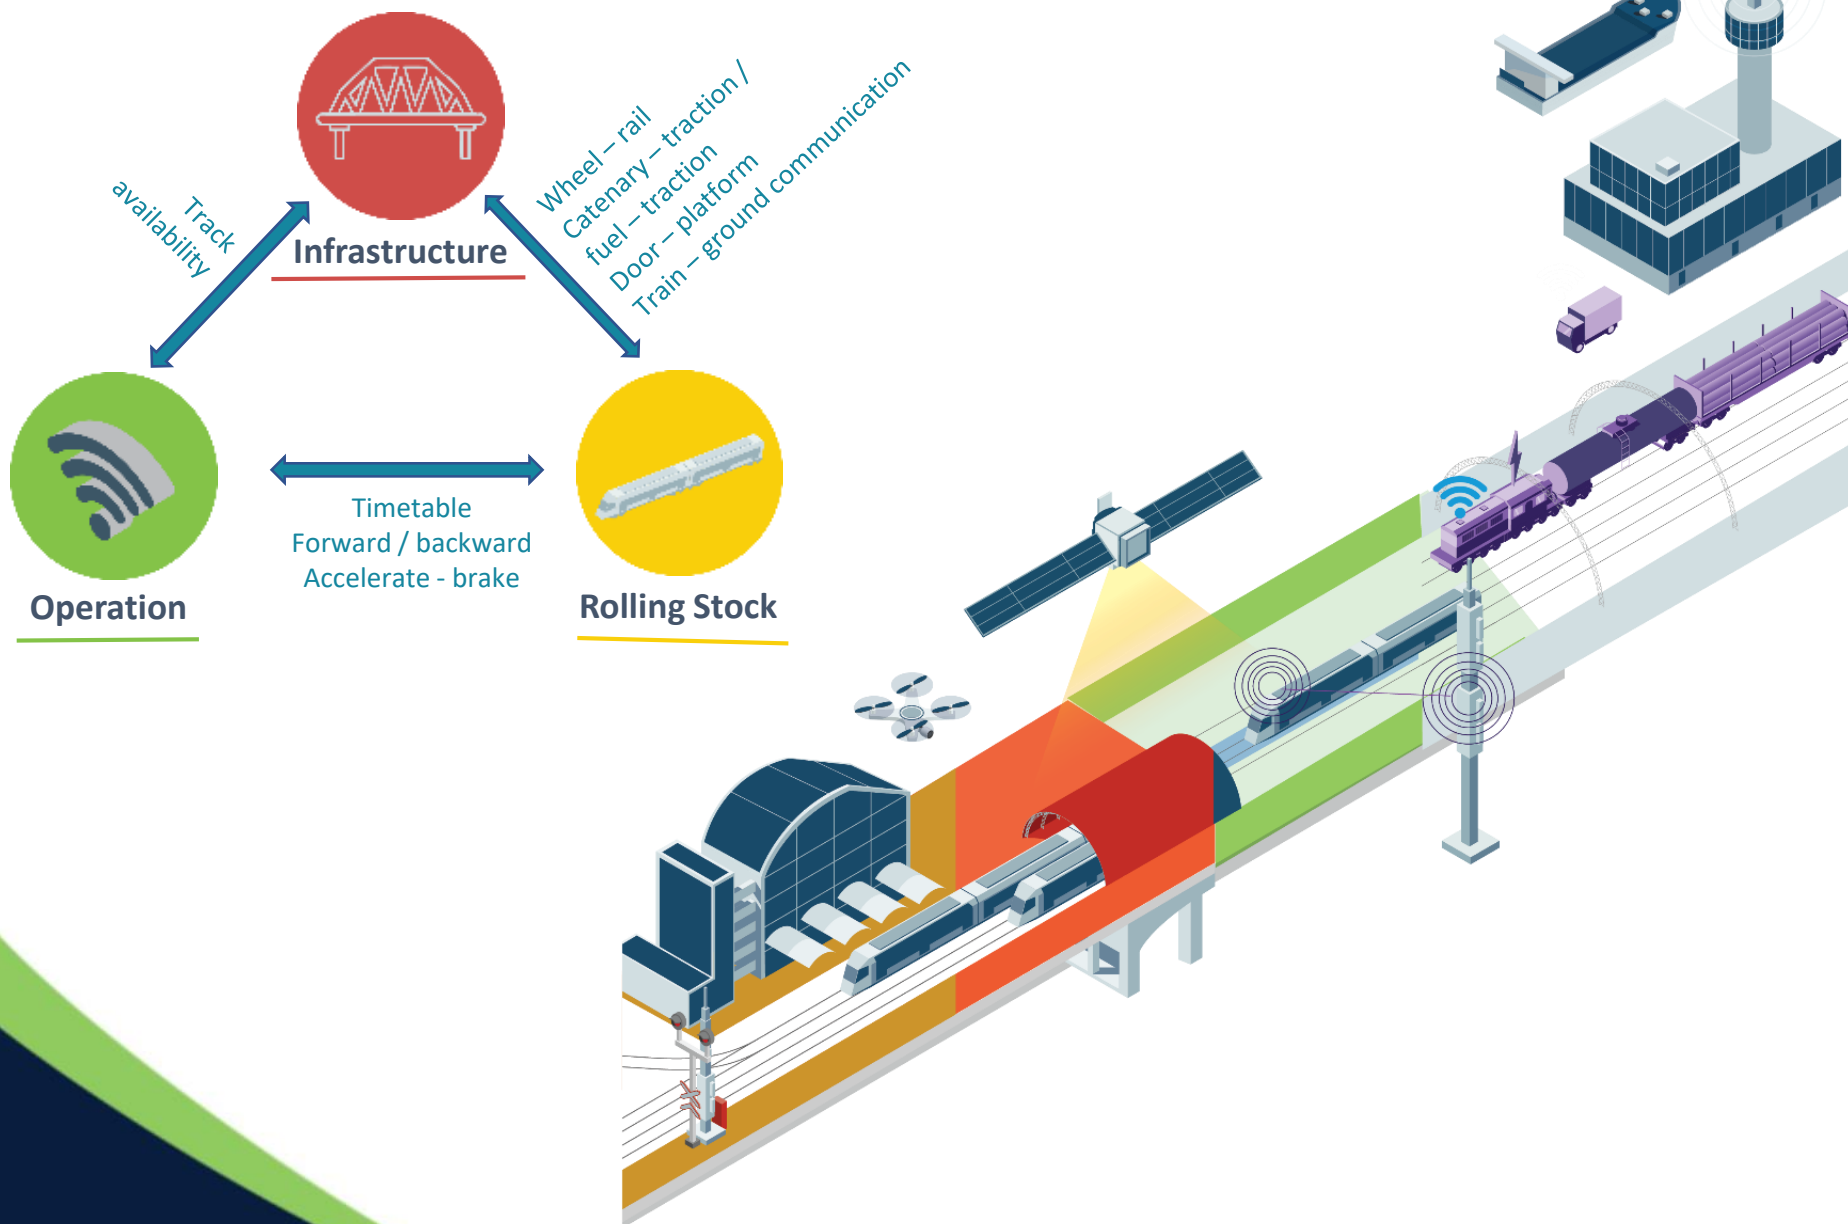 Track
availability
Infrastructure
Wheel – rail
Catenary – traction /
fuel – traction
Door – platform
Train – ground communication
Timetable
Forward / backward
Accelerate - brake
Operation
Rolling Stock